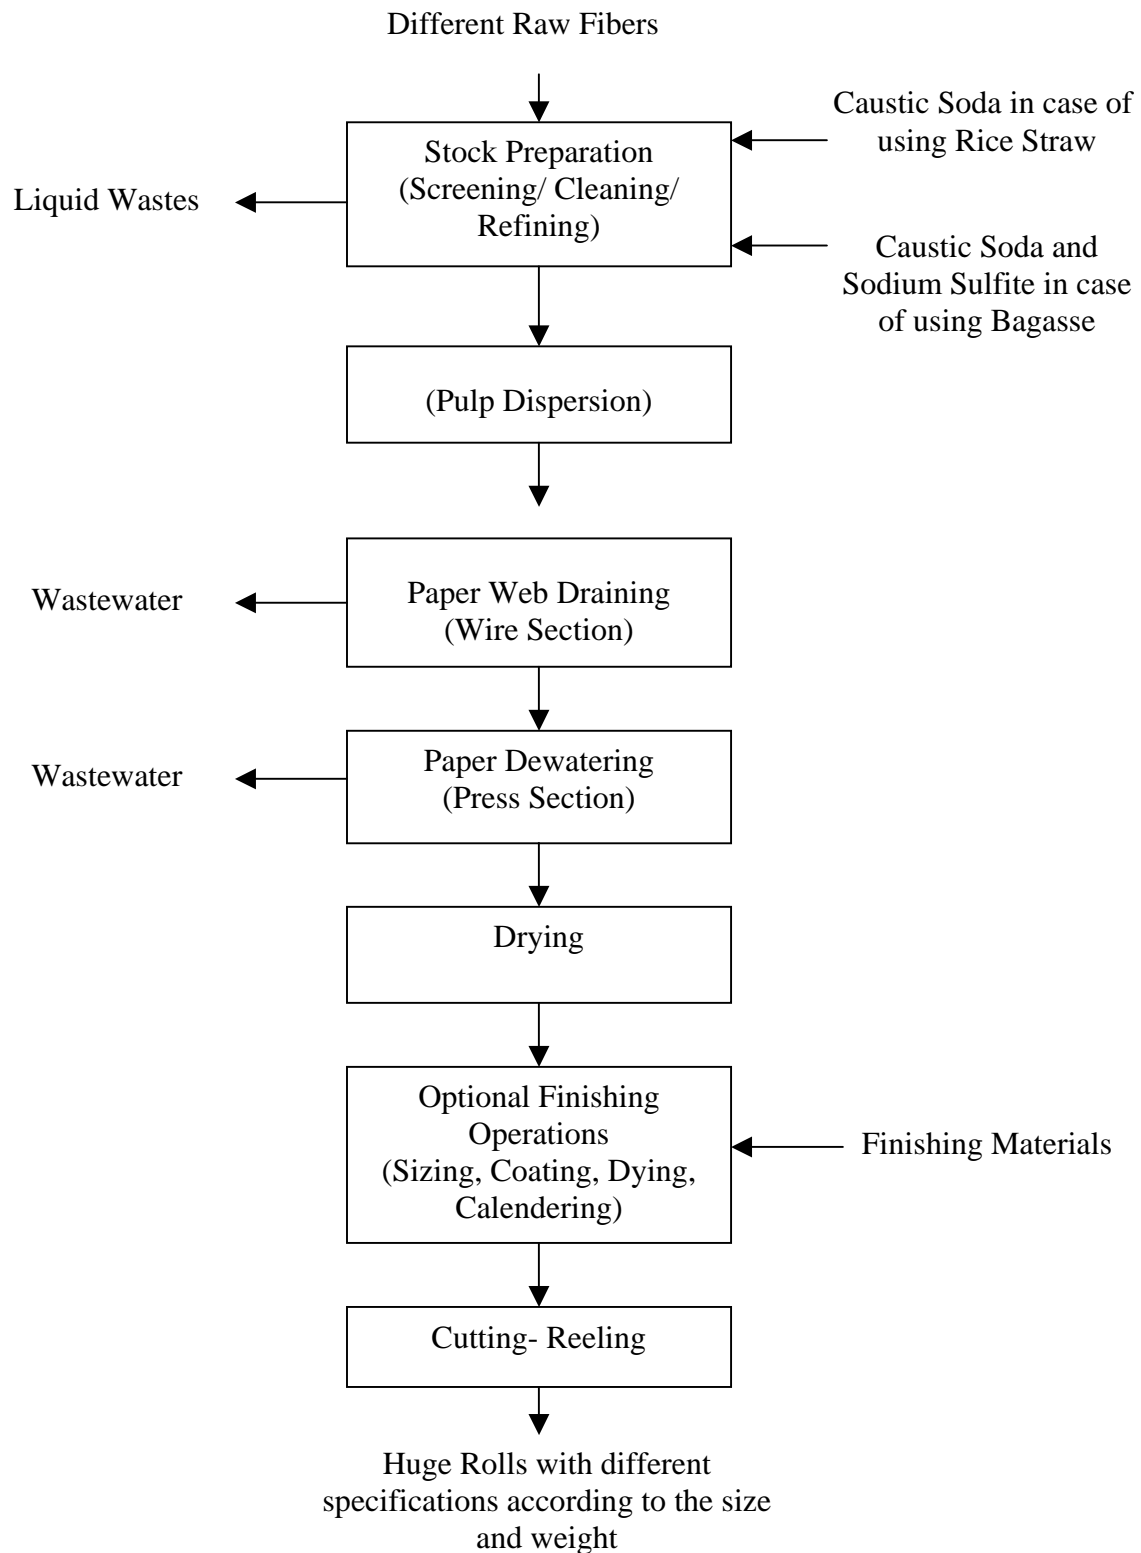 Different Raw Fibers
Caustic Soda in case of
using Rice Straw
Stock Preparation
(Screening/ Cleaning/
Refining)
Liquid Wastes
Caustic Soda and
Sodium Sulfite in case
of using Bagasse
(Pulp Dispersion)
Paper Web Draining
(Wire Section)
Wastewater
Paper Dewatering
(Press Section)
Wastewater
Drying
Optional Finishing
Operations
(Sizing, Coating, Dying,
Calendering)
Finishing Materials
Cutting- Reeling
Huge Rolls with different
specifications according to the size
and weight